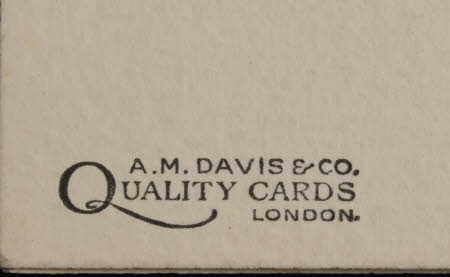 A.M. DAVIS & CO.
QUALITY CARDS
LONDON.